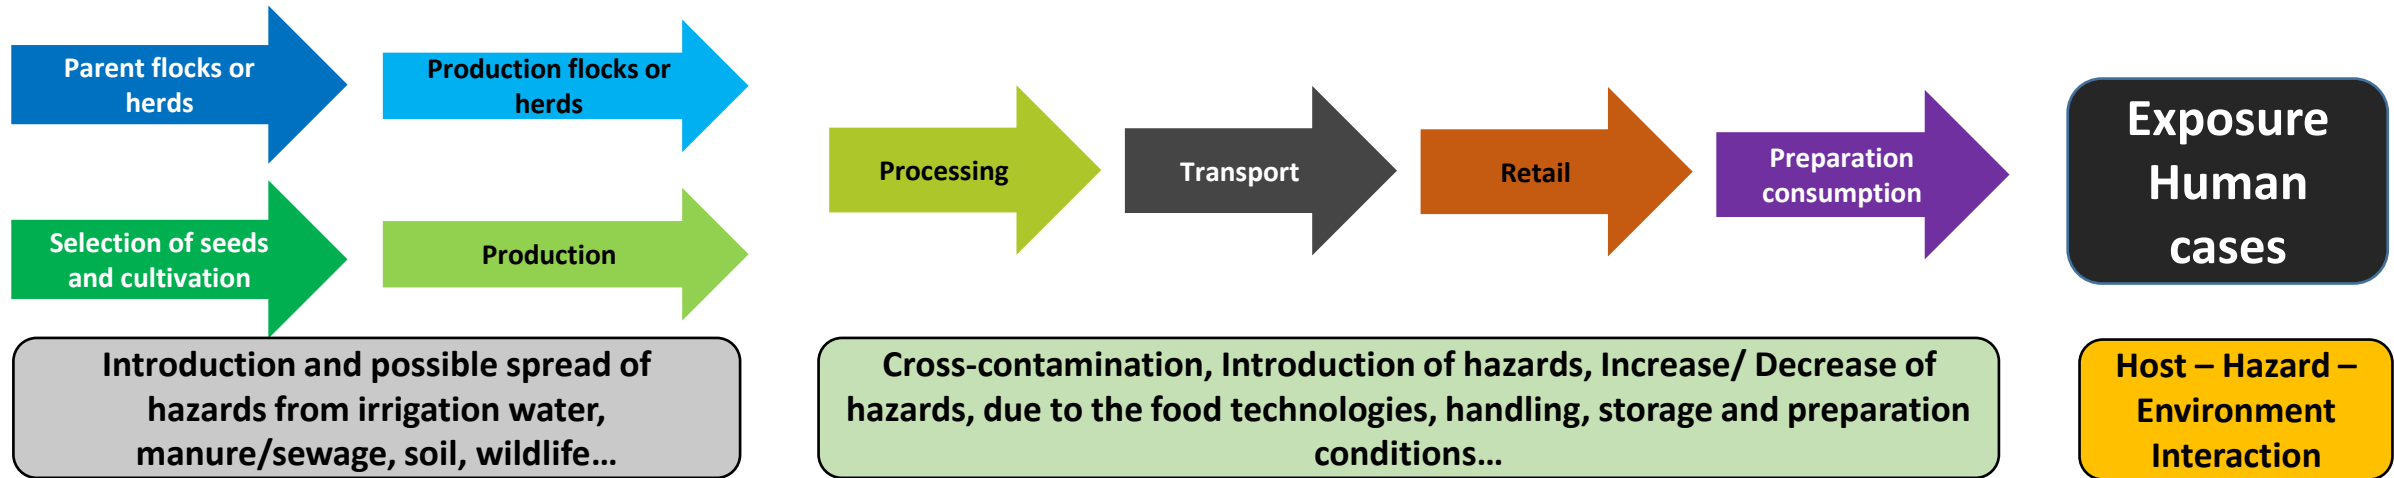 Parent flocks or
herds
Production flocks or
herds
Selection of seeds
and cultivation
Production
Processing
Transport
Retail
Preparation
consumption
Exposure
Human
cases
Introduction and possible spread of
hazards from irrigation water,
manure/sewage, soil, wildlife…
Cross-contamination, Introduction of hazards, Increase/ Decrease of
hazards, due to the food technologies, handling, storage and preparation
conditions…
Host – Hazard –
Environment
Interaction